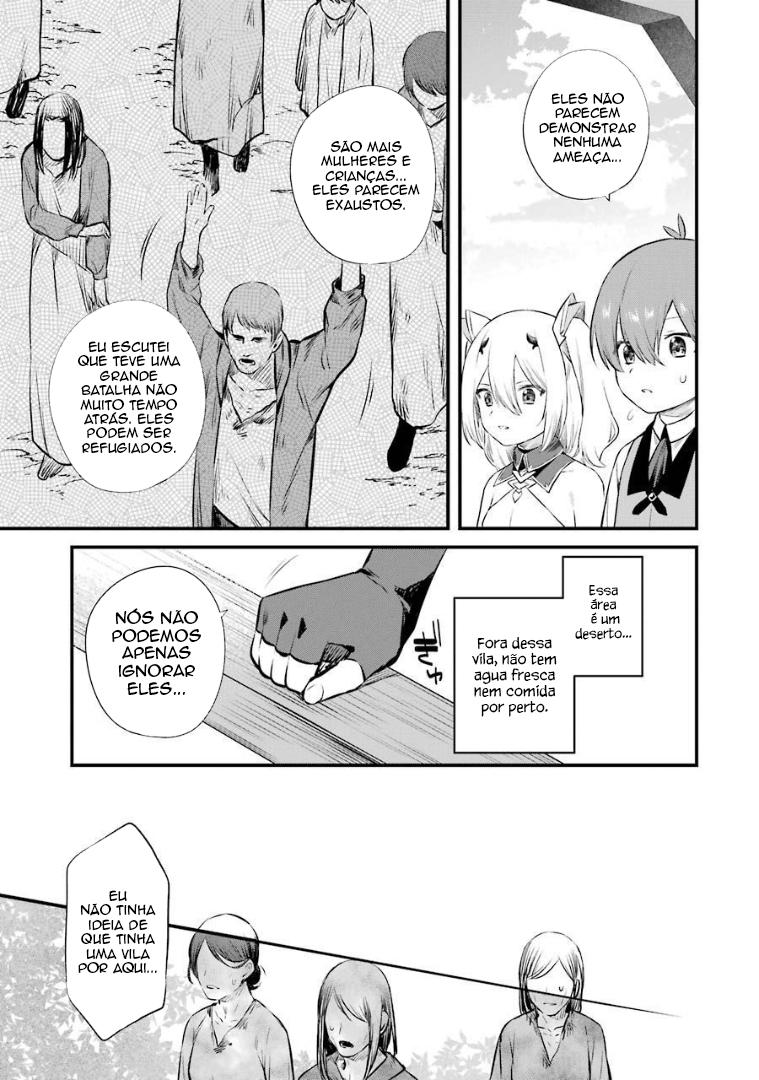 ELES NÃO
PARECEM
DEMONSTRAR
NENHUMA
AMEAÇA...
SÃO MAIS
MULHERES E
CRIANÇAS...
ELES PARECEM
EXAUSTOS.
EU ESCUTEI
QUE TEVE UMA
GRANDE
BATALHA NÃO
MUITO TEMPO
ATRÁS. ELES
PODEM SER
REFUGIADOS.
Essa
área
é um
deserto...
Fora dessa
vila, não tem
agua fresca
nem comida
por perto.
ギュ
NÓS NÃO
PODEMOS
APENAS
IGNORAR
ELES...
EU
NÃO TINHA
IDEIA DE
QUE TINHA
UMA VILA
POR AQUI...